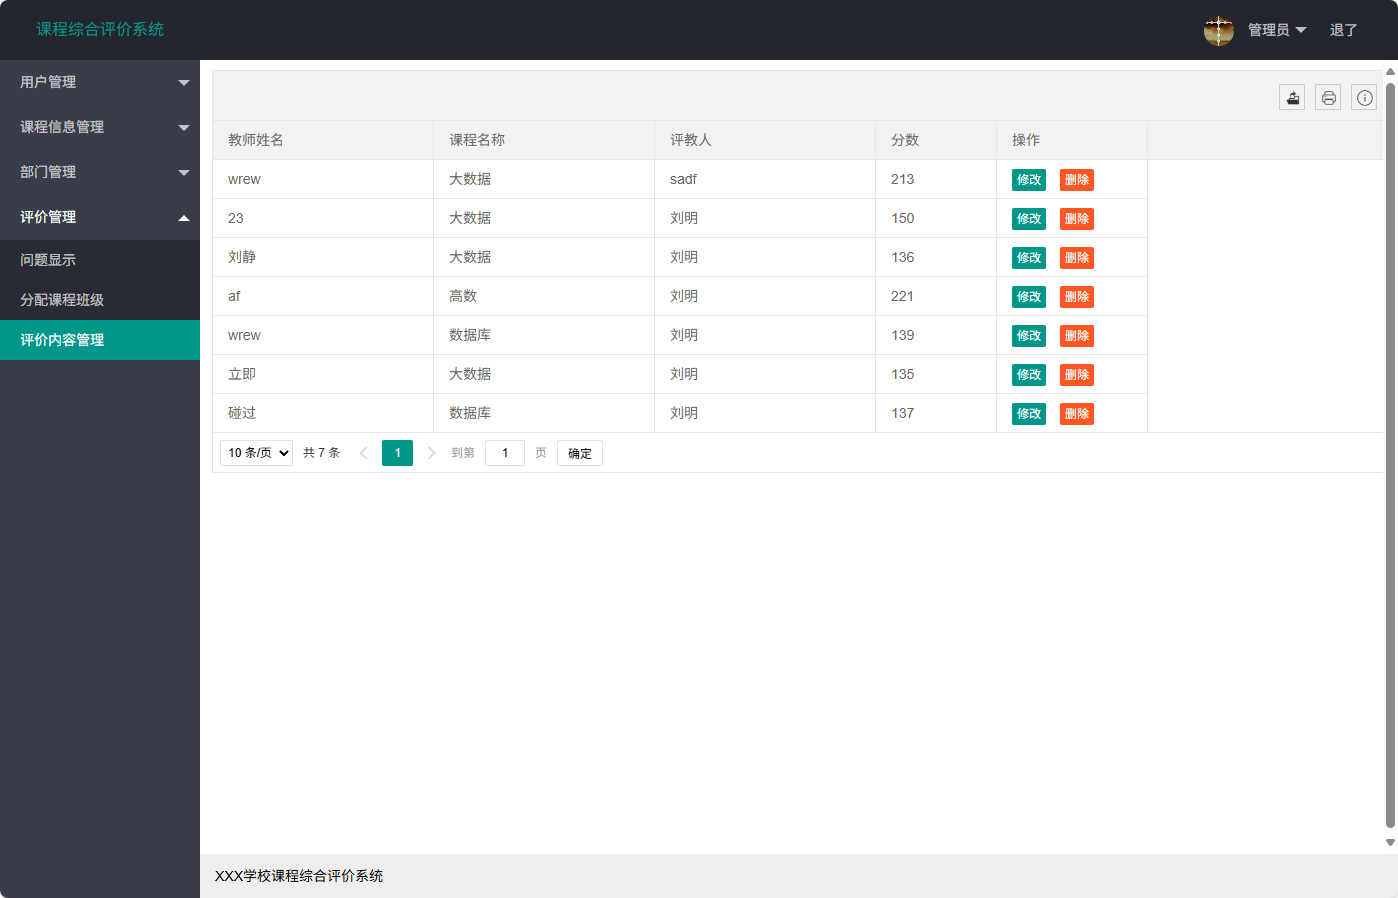 课程综合评价系统
管理员 退了
用户管理
课程信息管理
部门管理
评价管理
问题显示
分配课程班级
评价内容管理
教师姓名 课程名称 评教人 分数 操作
wrew 大数据 sadf 213 修改 删除
23 大数据 刘明 150 修改 删除
刘静 大数据 刘明 136 修改 删除
af 高数 刘明 221 修改 删除
wrew 数据库 刘明 139 修改 删除
立即 大数据 刘明 135 修改 删除
碰过 数据库 刘明 137 修改 删除
10 条/页 共 7 条 1 到第 1 页 确定
XXX学校课程综合评价系统